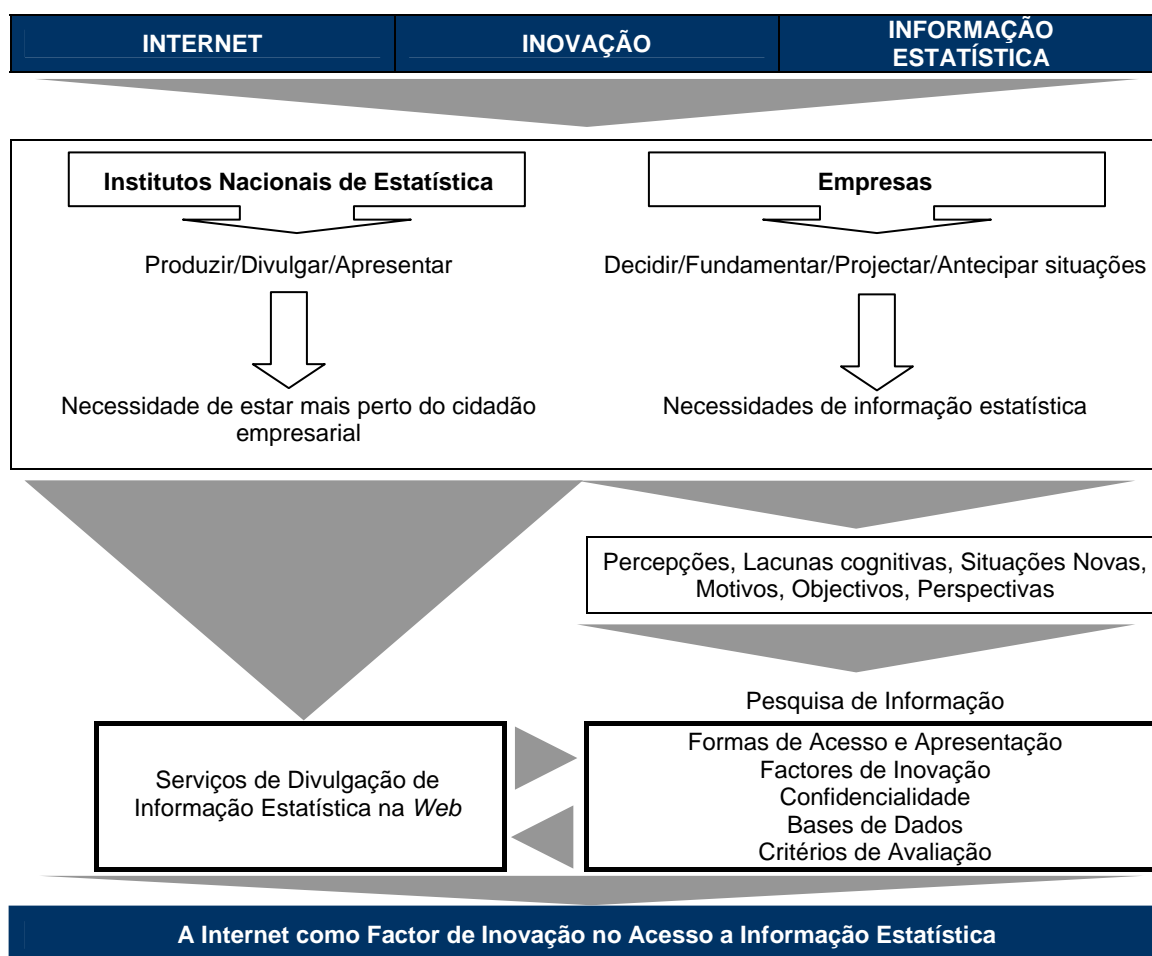 INTERNET
INOVAÇÃO
INFORMAÇÃO
ESTATÍSTICA
Institutos Nacionais de Estatística
Empresas
Produzir/Divulgar/Apresentar
Decidir/Fundamentar/Projectar/Antecipar situações
Necessidade de estar mais perto do cidadão
empresarial
Necessidades de informação estatística
Percepções, Lacunas cognitivas, Situações Novas,
Motivos, Objectivos, Perspectivas
Pesquisa de Informação
Serviços de Divulgação de
Informação Estatística na Web
Formas de Acesso e Apresentação
Factores de Inovação
Confidencialidade
Bases de Dados
Critérios de Avaliação
A Internet como Factor de Inovação no Acesso a Informação Estatística